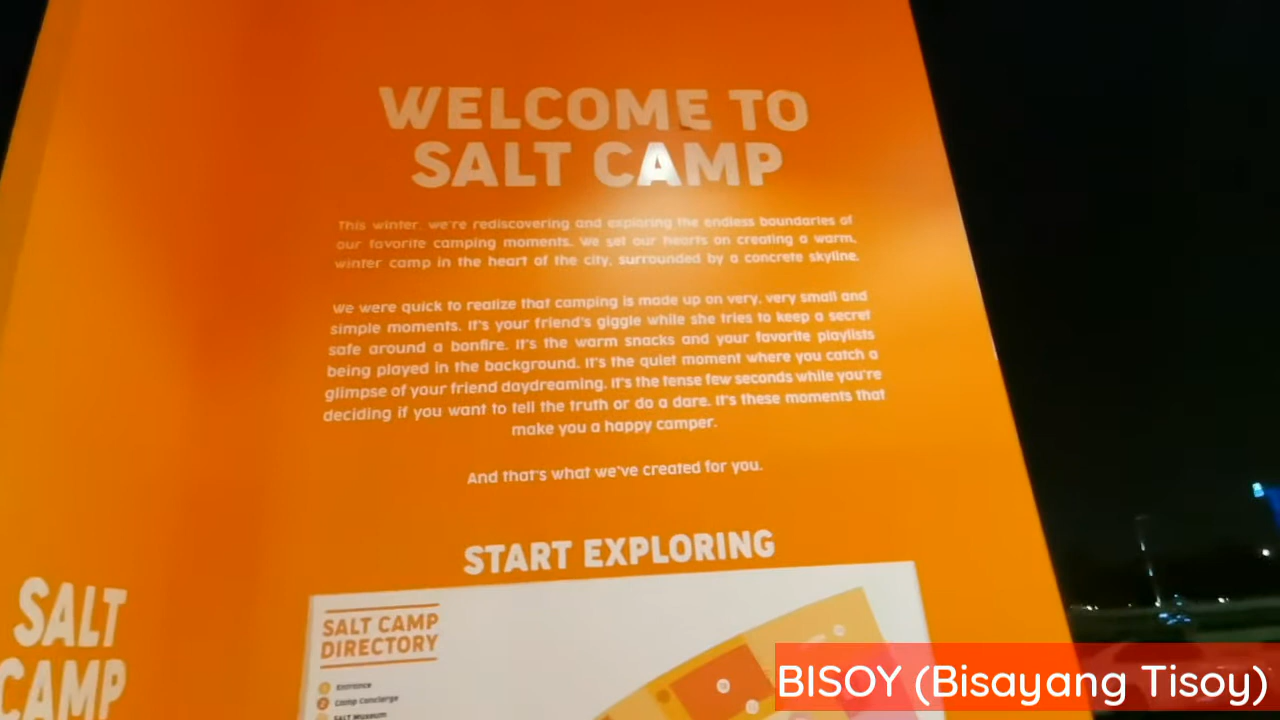 WELCOME TO
SALT CAMP
This winter, we're rediscovering and exploring the endless boundaries of
our favorite camping moments. We set our hearts on creating a warm,
winter camp in the heart of the city, surrounded by a concrete skyline.
We were quick to realize that camping is made up on very, very small and
simple moments. It's your friend's giggle while she tries to keep a secret
safe around a bonfire. It's the warm snacks and your favorite playlists
being played in the background. It's the quiet moment where you catch a
glimpse of your friend daydreaming. It's the tense few seconds while you're
deciding if you want to tell the truth or do a dare. It's these moments that
make you a happy camper.
And that's what we've created for you.
START EXPLORING
SALT CAMP
DIRECTORY
1 Entrance
2 Camp Concierge
SALT Museum
SALT
CAMP
BISOY (Bisayang Tisoy)